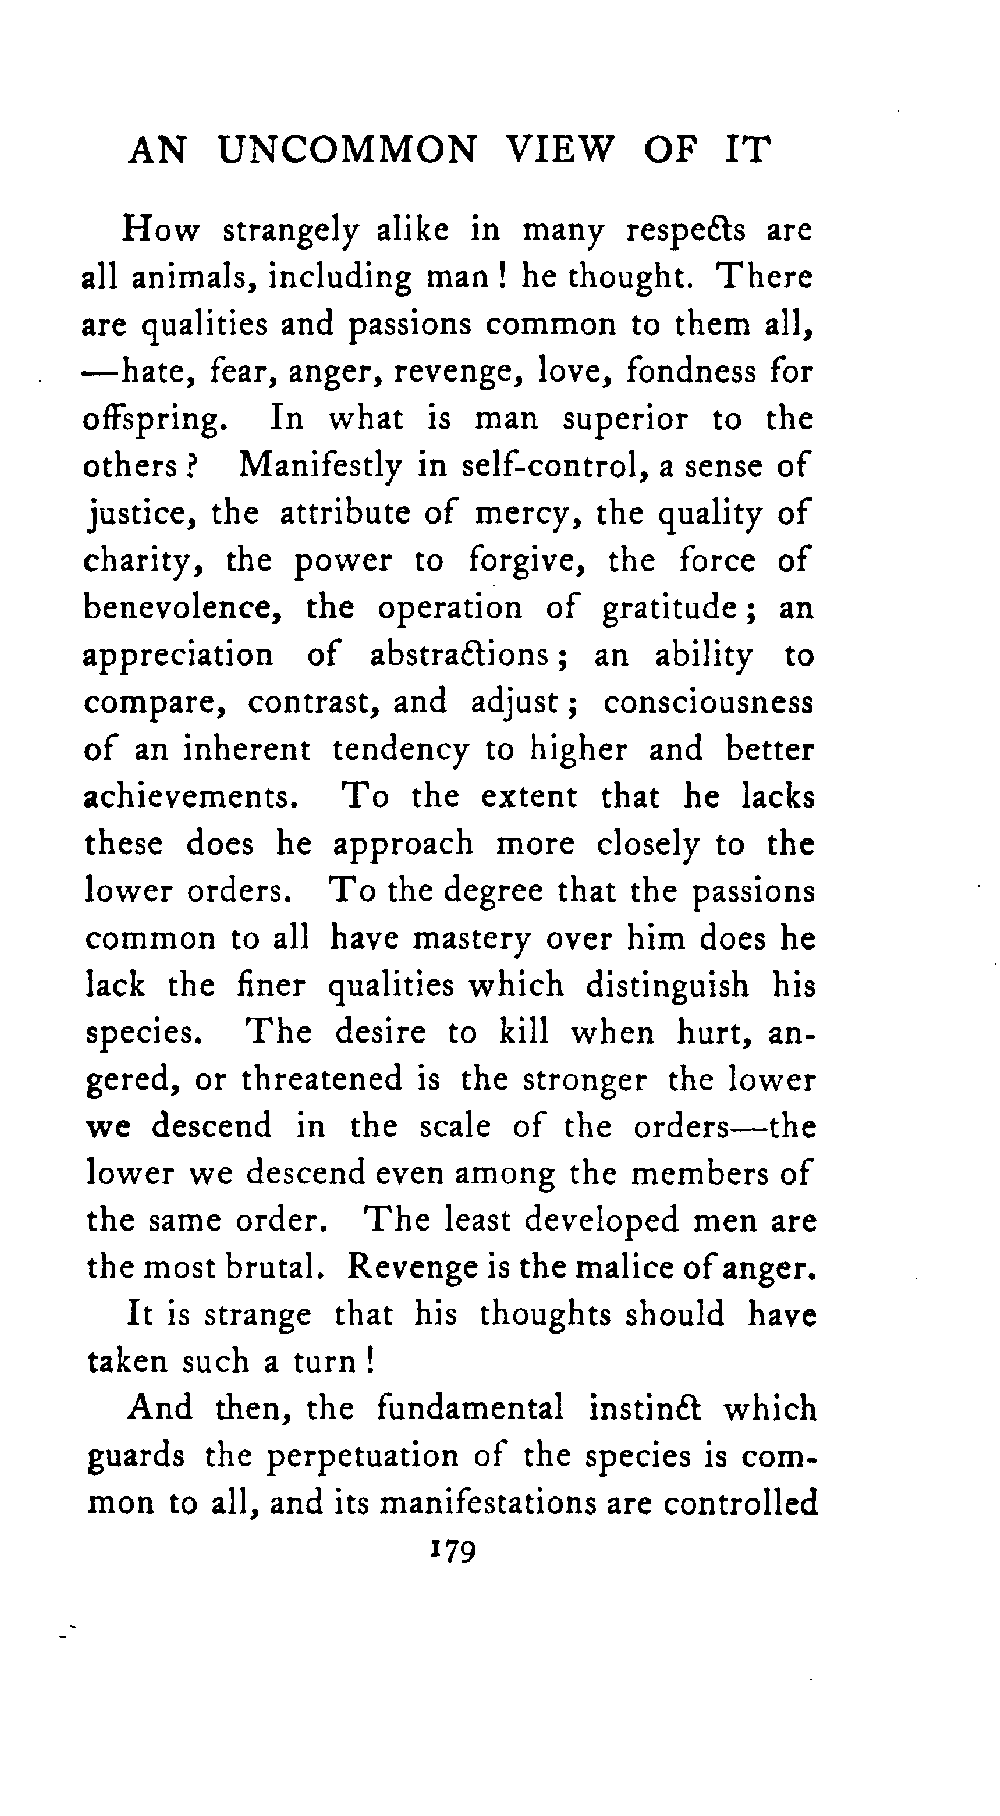 AN UNCOMMON VIEW OF IT
How strangely alike in many respects are
all animals, including man! he thought. There
are qualities and passions common to them all,
—hate, fear, anger, revenge, love, fondness for
offspring. In what is man superior to the
others? Manifestly in self-control, a sense of
justice, the attribute of mercy, the quality of
charity, the power to forgive, the force of
benevolence, the operation of gratitude; an
appreciation of abstractions; an ability to
compare, contrast, and adjust; consciousness
of an inherent tendency to higher and better
achievements. To the extent that he lacks
these does he approach more closely to the
lower orders. To the degree that the passions
common to all have mastery over him does he
lack the finer qualities which distinguish his
species. The desire to kill when hurt, an-
gered, or threatened is the stronger the lower
we descend in the scale of the orders—the
lower we descend even among the members of
the same order. The least developed men are
the most brutal. Revenge is the malice of anger.
It is strange that his thoughts should have
taken such a turn!
And then, the fundamental instinct which
guards the perpetuation of the species is com-
mon to all, and its manifestations are controlled
179